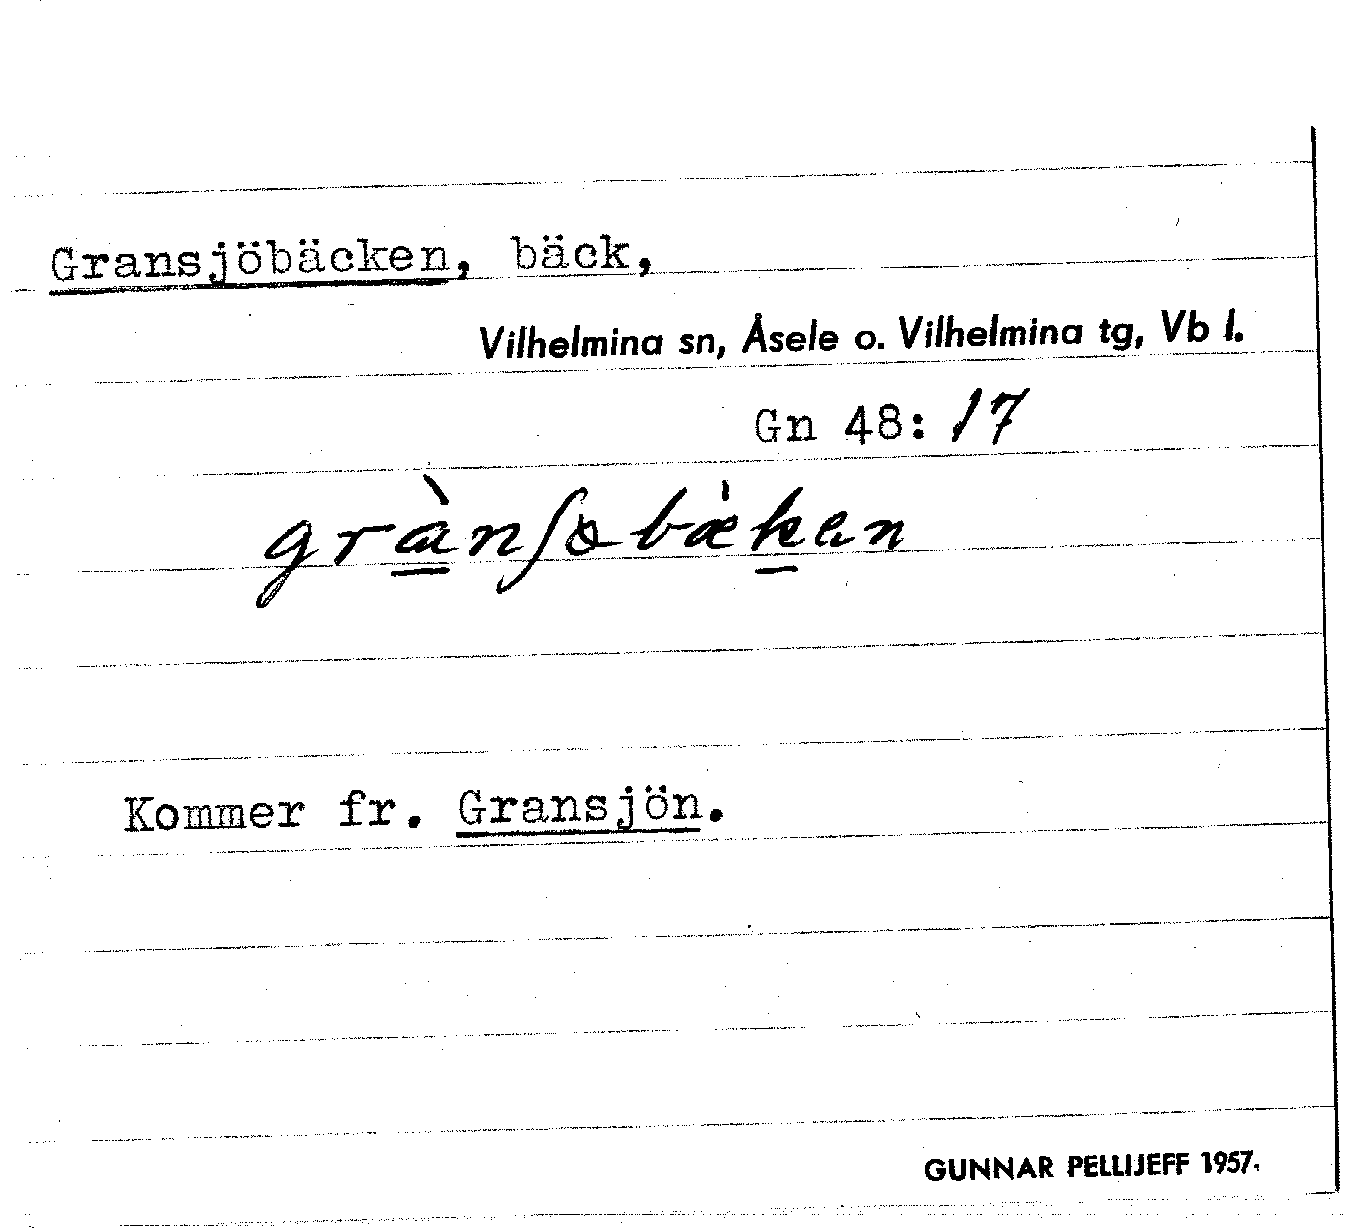 Gransjöbäcken, bäck,
Vilhelmina sn, Åsele o. Vilhelmina tg, Vb l.
Gn 48: 17
Kommer fr. Gransjön.
GUNNAR PELLIJEFF 1957.